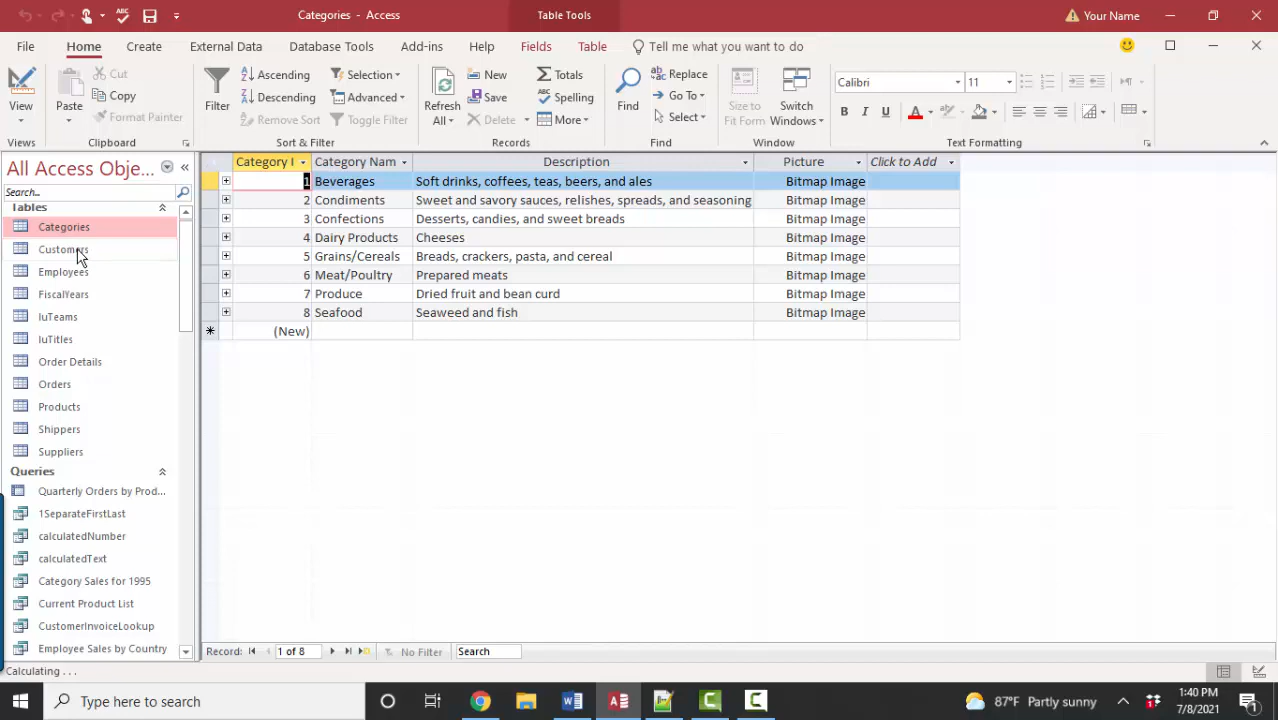 Categories - Access
Table Tools
Your Name
File Home Create External Data Database Tools Add-ins Help Fields Table Tell me what you want to do
View
Paste
Cut
Copy
Format Painter
Filter
Ascending
Descending
Remove Sort
Selection
Advanced
Toggle Filter
Refresh
All
New
Save
Delete
Totals
Spelling
More
Find
Replace
Go To
Select
Size to
Fit Form
Switch
Windows
Calibri 11
B I U A
Views Clipboard Sort & Filter Records Find Window Text Formatting
All Access Obje...
Search...
Tables
Categories
Customers
Employees
FiscalYears
luTeams
luTitles
Order Details
Orders
Products
Shippers
Suppliers
Queries
Quarterly Orders by Prod...
1SeparateFirstLast
calculatedNumber
calculatedText
Category Sales for 1995
Current Product List
CustomerInvoiceLookup
Employee Sales by Country
Category I Category Nam Description Picture Click to Add
1 Beverages Soft drinks, coffees, teas, beers, and ales Bitmap Image
2 Condiments Sweet and savory sauces, relishes, spreads, and seasoning Bitmap Image
3 Confections Desserts, candies, and sweet breads Bitmap Image
4 Dairy Products Cheeses Bitmap Image
5 Grains/Cereals Breads, crackers, pasta, and cereal Bitmap Image
6 Meat/Poultry Prepared meats Bitmap Image
7 Produce Dried fruit and bean curd Bitmap Image
8 Seafood Seaweed and fish Bitmap Image
(New)
Record: 1 of 8 No Filter Search
Calculating . . .
Type here to search
87°F Partly sunny
1:40 PM
7/8/2021
1